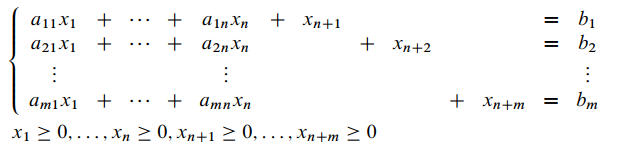 a₁₁x₁ + ⋯ + a₁ₙxₙ + xₙ₊₁ = b₁
a₂₁x₁ + ⋯ + a₂ₙxₙ + xₙ₊₂ = b₂
⋮ ⋮ ⋮
aₘ₁x₁ + ⋯ + aₘₙxₙ + xₙ₊ₘ = bₘ
x₁ ≥ 0, . . . , xₙ ≥ 0, xₙ₊₁ ≥ 0, . . . , xₙ₊ₘ ≥ 0